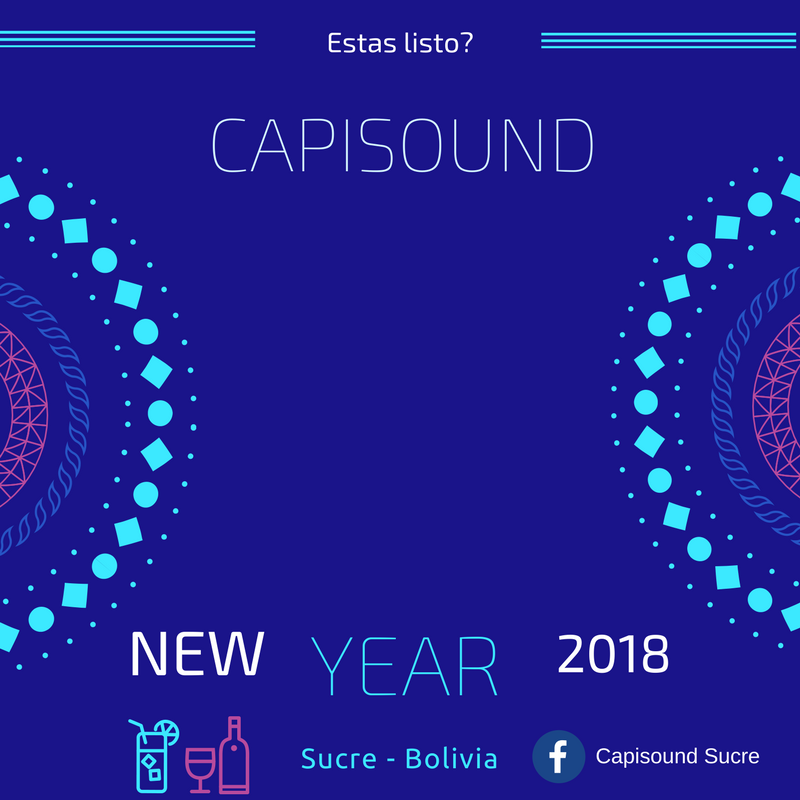 Estas listo?
CAPISOUND
NEW YEAR 2018
Sucre - Bolivia
Capisound Sucre